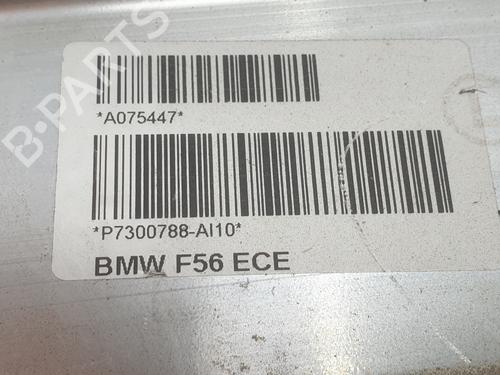 B-PARTS
*A075447*
*P7300788-AI10*
BMW F56 ECE